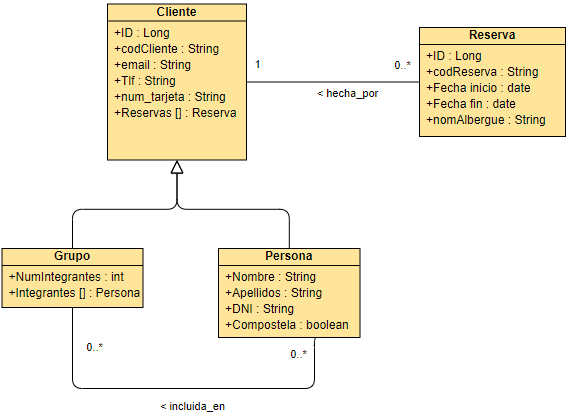 Cliente
+ID : Long
+codCliente : String
+email : String
+Tlf : String
+num_tarjeta : String
+Reservas [] : Reserva
1
0..*
< hecha_por
Reserva
+ID : Long
+codReserva : String
+Fecha inicio : date
+Fecha fin : date
+nomAlbergue : String
Grupo
+NumIntegrantes : int
+Integrantes [] : Persona
Persona
+Nombre : String
+Apellidos : String
+DNI : String
+Compostela : boolean
0..*
0..*
< incluida_en